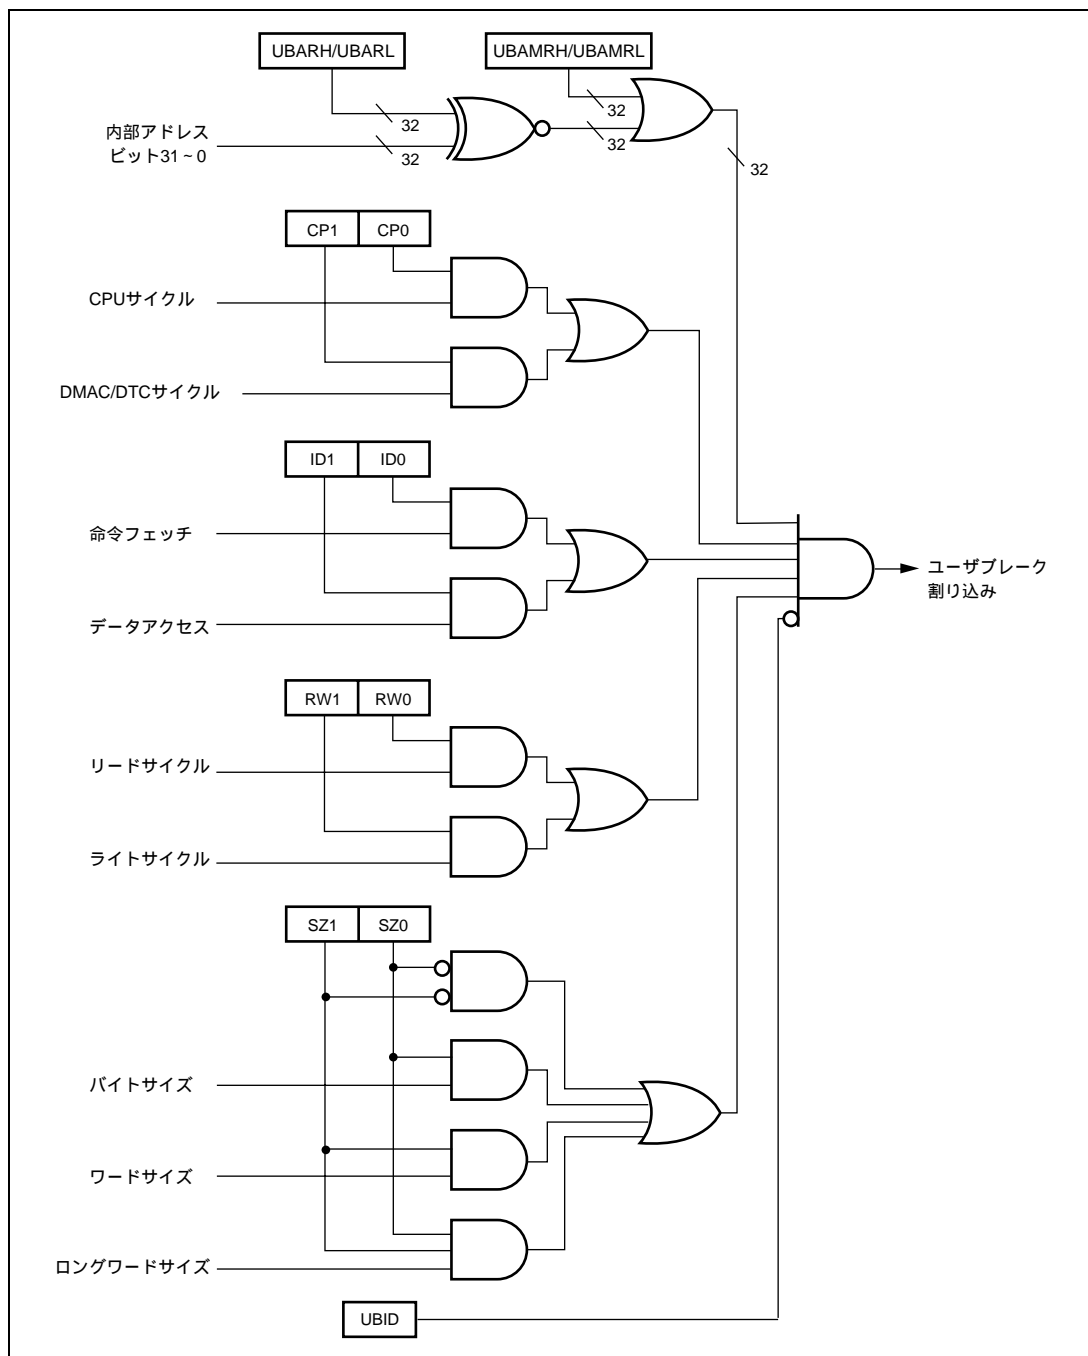 UBARH/UBARL
UBAMRH/UBAMRL
32
32
32
32
32
内部アドレス
ビット31~0
CP1
CP0
CPUサイクル
DMAC/DTCサイクル
ID1
ID0
命令フェッチ
データアクセス
ユーザブレーク
割り込み
RW1
RW0
リードサイクル
ライトサイクル
SZ1
SZ0
バイトサイズ
ワードサイズ
ロングワードサイズ
UBID